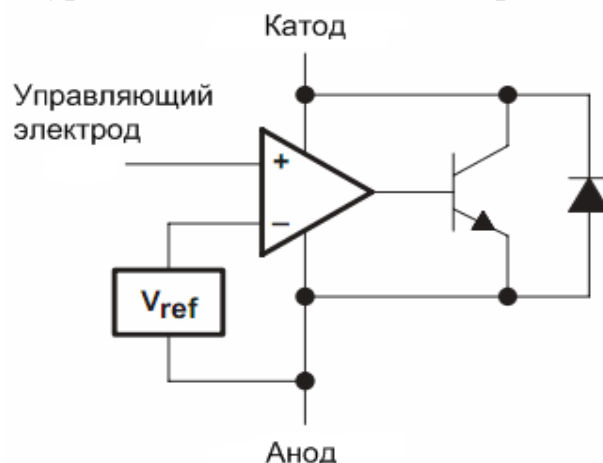 Катод
Управляющий
электрод
+
−
Vref
Анод